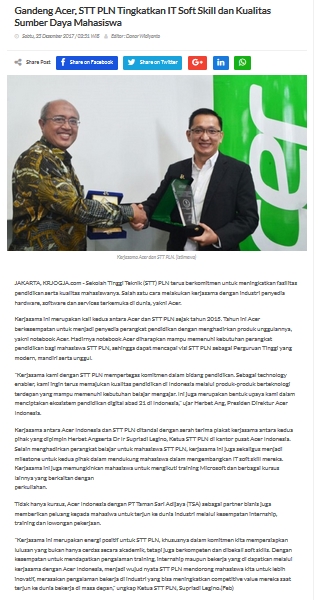 Gandeng Acer, STT PLN Tingkatkan IT Soft Skill dan Kualitas
Sumber Daya Mahasiswa
Sabtu, 23 Desember 2017 / 03:31 WIB Editor: Danar Widiyanto
Share Post Share on Facebook Share on Twitter
Kerjasama Acer dan STT PLN. (Istimewa)
JAKARTA, KRJOGJA.com - Sekolah Tinggi Teknik (STT) PLN terus berkomitmen untuk meningkatkan fasilitas
pendidikan serta kualitas mahasiswanya. Salah satu cara melakukan kerjasama dengan industri penyedia
hardware, software dan services terkemuka di dunia, yakni Acer.
Kerjasama ini merupakan kali kedua antara Acer dan STT PLN sejak tahun 2015. Tahun ini Acer
berkesempatan untuk menjadi penyedia perangkat pendidikan dengan menghadirkan produk unggulannya,
yakni notebook Acer. Hadirnya notebook Acer diharapkan mampu memenuhi kebutuhan perangkat
pendidikan bagi mahasiswa STT PLN, sehingga dapat mencapai visi STT PLN sebagai Perguruan Tinggi yang
modern, mandiri serta unggul.
"Kerjasama kami dengan STT PLN mempertegas komitmen dalam bidang pendidikan. Sebagai technology
enabler, kami ingin terus memajukan kualitas pendidikan di Indonesia melalui produk-produk berteknologi
terdepan yang mampu memenuhi kebutuhan belajar mengajar. Ini juga merupakan bentuk upaya kami dalam
menciptakan ekosistem pendidikan digital abad 21 di Indonesia," ujar Herbet Ang, Presiden Direktur Acer
Indonesia.
Kerjasama antara Acer Indonesia dan STT PLN ditandai dengan serah terima plakat kerjasama antara kedua
pihak yang dipimpin Herbet Ang serta Dr Ir Supriadi Legino, Ketua STT PLN di kantor pusat Acer Indonesia.
Selain menghadirkan perangkat belajar untuk mahasiswa STT PLN, kerjasama ini juga sekaligus menjadi
milestone untuk kedua pihak dalam mendukung mahasiswa dalam mengembangkan IT soft skill mereka.
Kerjasama ini juga memungkinkan mahasiswa untuk mengikuti training Microsoft dan berbagai kursus
lainnya yang berkaitan dengan
perkuliahan.
Tidak hanya kursus, Acer Indonesia dengan PT Taman Sari Adijaya (TSA) sebagai partner bisnis juga
memberikan peluang kepada mahasiswa untuk terjun ke dunia industri melalui kesempatan internship,
training dan lowongan pekerjaan.
"Kerjasama ini merupakan energi positif untuk STT PLN, khususnya dalam komitmen kita mempersiapkan
lulusan yang bukan hanya cerdas secara akademik, tetapi juga berkompeten dan dibekali soft skills. Dengan
kesempatan untuk mendapatkan pengalaman training, internship maupun bekerja yang di dapatkan melalui
kerjasama dengan Acer Indonesia, menjadi wujud nyata STT PLN mendorong mahasiswa kita untuk lebih
inovatif, merasakan pengalaman bekerja di industri yang bisa meningkatkan competitive value mereka saat
terjun ke dunia bekerja di masa depan," ungkap Ketua STT PLN, Supriadi Legino.(Feb)